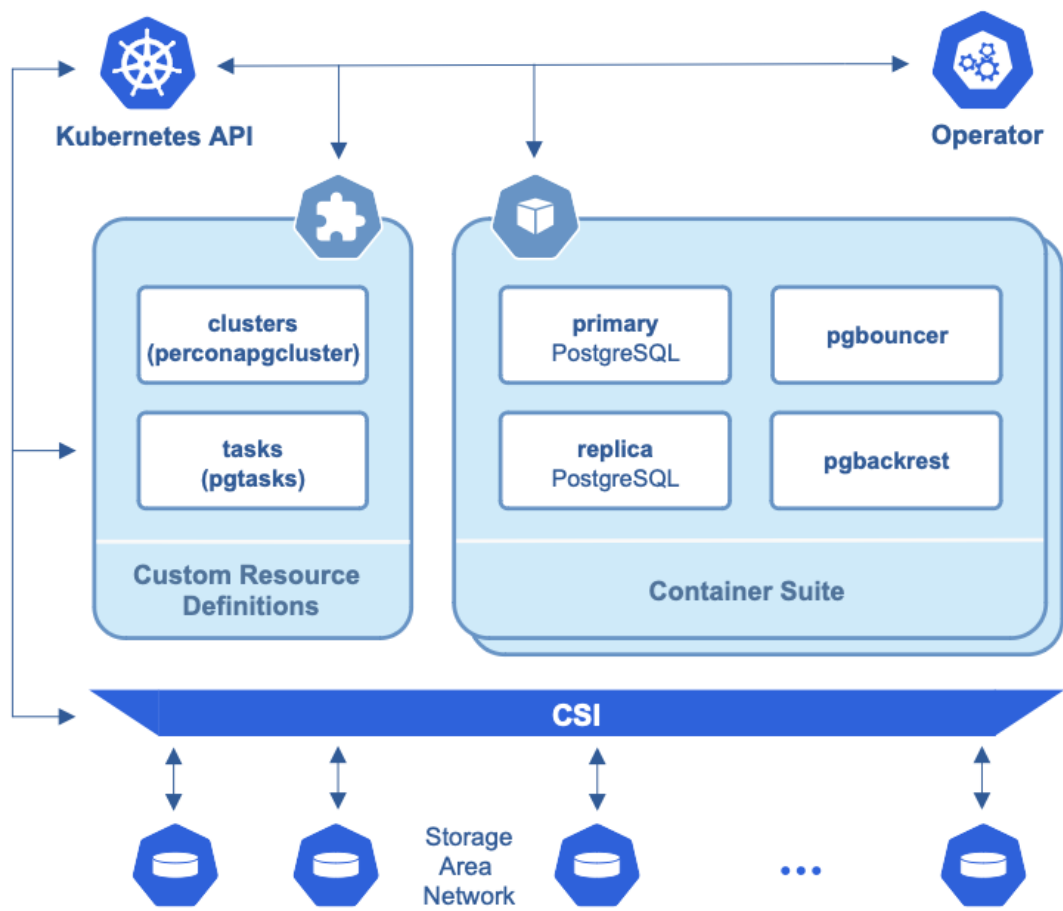 Kubernetes API
Operator
clusters
(perconapgcluster)
tasks
(pgtasks)
Custom Resource
Definitions
primary
PostgreSQL
pgbouncer
replica
PostgreSQL
pgbackrest
Container Suite
CSI
Storage
Area
Network
...